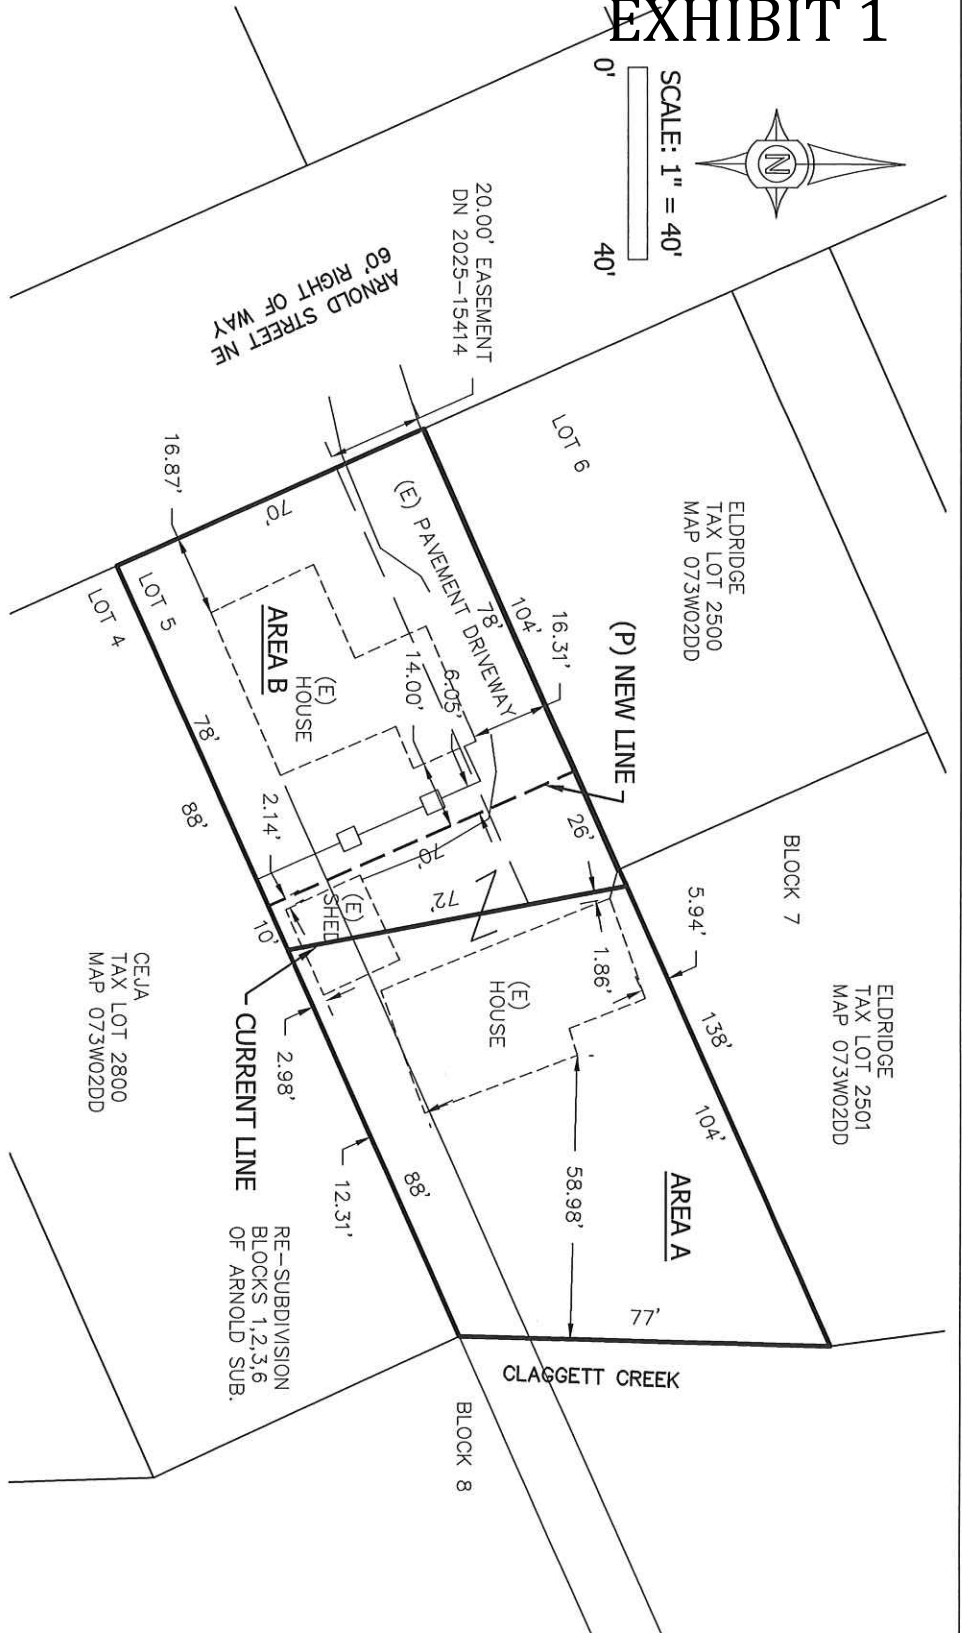 EXHIBIT 1
SCALE: 1" = 40'
0'
40'
N
20.00' EASEMENT
DN 2025-15414
ARNOLD STREET NE
60' RIGHT OF WAY
LOT 6
ELDRIDGE
TAX LOT 2500
MAP 073W02DD
(P) NEW LINE
16.87'
70'
(E) PAVEMENT DRIVEWAY
78'
104'
16.31'
LOT 5
LOT 4
AREA B
(E)
HOUSE
14.00'
6.05'
78'
88'
2.14'
70'
26'
72'
10'
(E)
SHED
BLOCK 7
5.94'
1.86'
(E)
HOUSE
ELDRIDGE
TAX LOT 2501
MAP 073W02DD
138'
104'
CEJA
TAX LOT 2800
MAP 073W02DD
CURRENT LINE
2.98'
12.31'
88'
58.98'
AREA A
77'
RE-SUBDIVISION
BLOCKS 1,2,3,6
OF ARNOLD SUB.
CLAGGETT CREEK
BLOCK 8